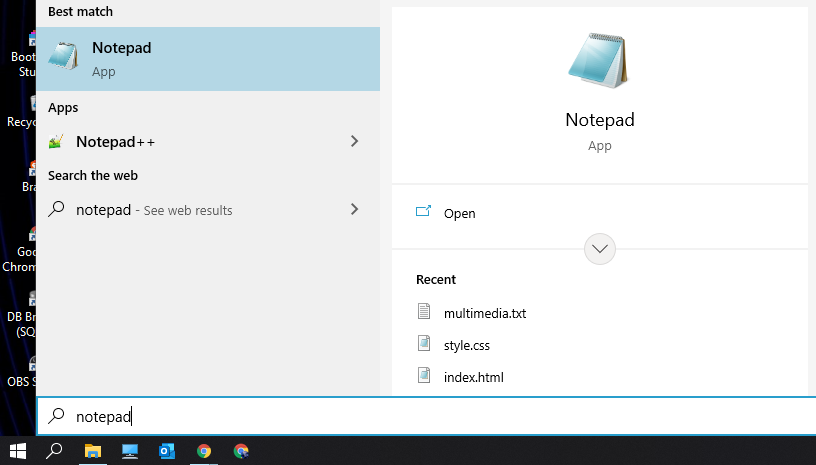 Best match
Notepad
App
Apps
Notepad++
Search the web
notepad - See web results
Notepad
App
Open
Recent
multimedia.txt
style.css
index.html
notepad
Boot
Stu
Recyc
Bra
Goo
Chrom
DB Br
(SQ
OBS S